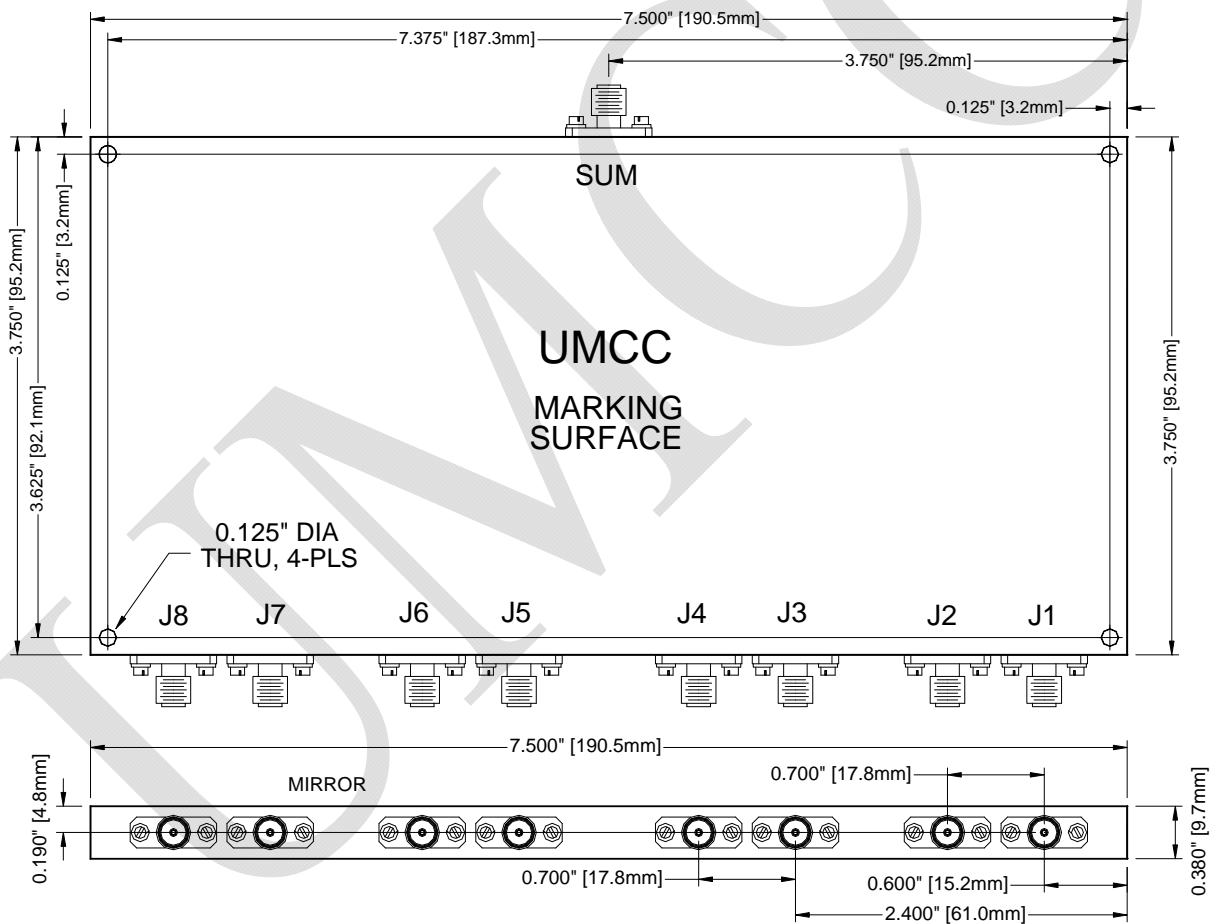 7.500" [190.5mm]
7.375" [187.3mm]
3.750" [95.2mm]
0.125" [3.2mm]
SUM
0.125" [3.2mm]
3.750" [95.2mm]
3.625" [92.1mm]
3.750" [95.2mm]
UMCC
MARKING
SURFACE
0.125" DIA
THRU, 4-PLS
J8 J7 J6 J5 J4 J3 J2 J1
7.500" [190.5mm]
MIRROR
0.700" [17.8mm]
0.190" [4.8mm]
0.380" [9.7mm]
0.700" [17.8mm]
0.600" [15.2mm]
2.400" [61.0mm]
UMCC